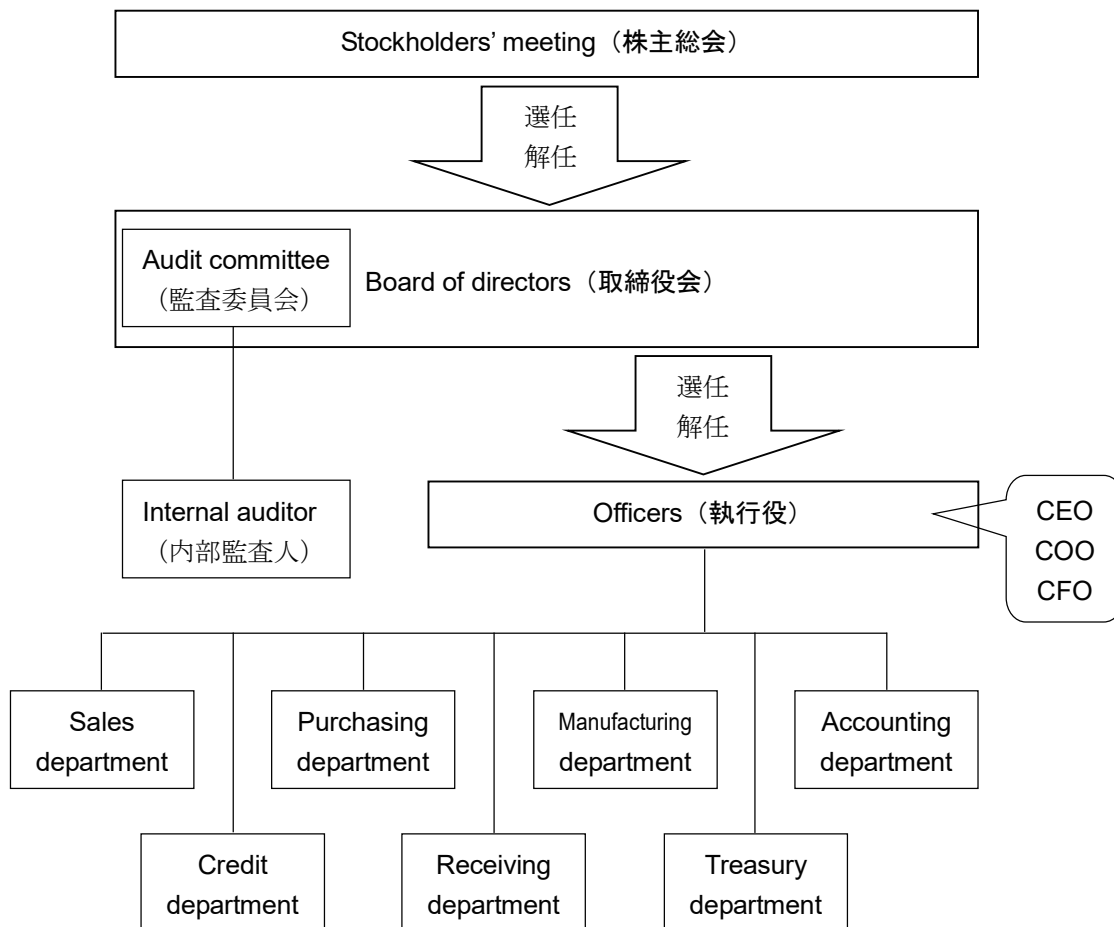 Stockholders’ meeting（株主総会）
選任
解任
Audit committee
（監査委員会）
Board of directors（取締役会）
選任
解任
Internal auditor
（内部監査人）
Officers（執行役）
CEO
COO
CFO
Sales
department
Purchasing
department
Manufacturing
department
Accounting
department
Credit
department
Receiving
department
Treasury
department